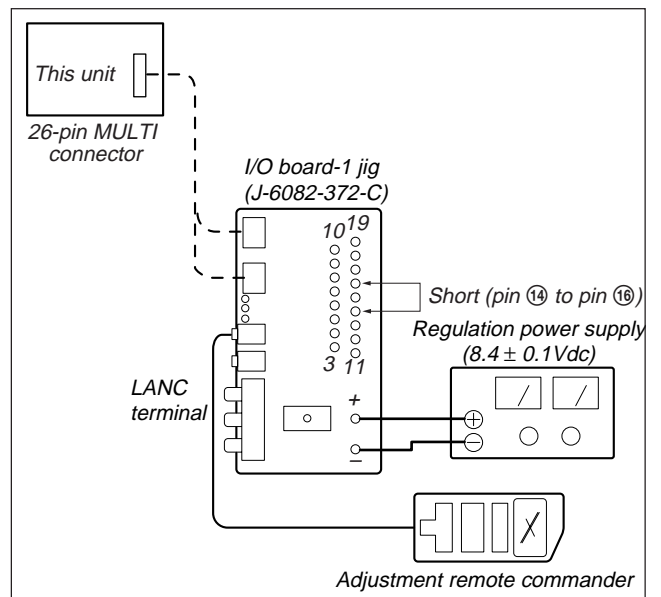 This unit
26-pin MULTI
connector
I/O board-1 jig
(J-6082-372-C)
10 19
Short (pin ⑭ to pin ⑯)
Regulation power supply
(8.4 ± 0.1Vdc)
3 11
LANC
terminal
+
−
+
−
Adjustment remote commander